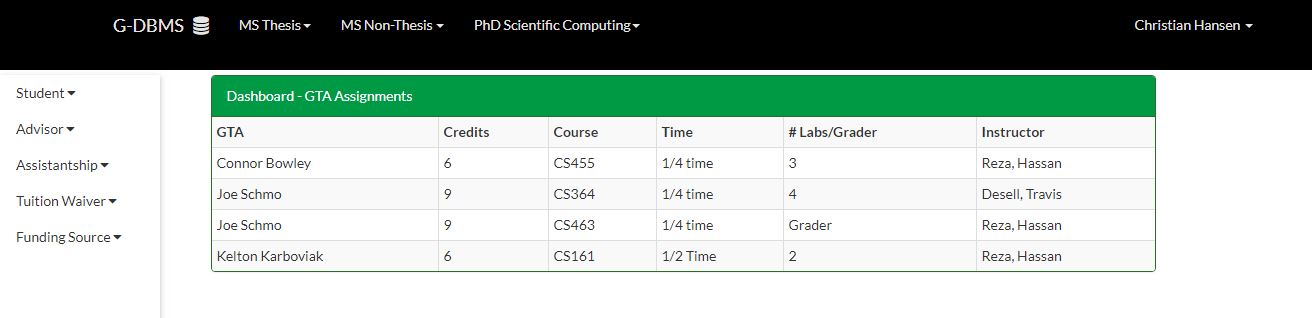 G-DBMS MS Thesis MS Non-Thesis PhD Scientific Computing Christian Hansen
Student
Advisor
Assistantship
Tuition Waiver
Funding Source
Dashboard - GTA Assignments
GTA Credits Course Time # Labs/Grader Instructor
Connor Bowley 6 CS455 1/4 time 3 Reza, Hassan
Joe Schmo 9 CS364 1/4 time 4 Desell, Travis
Joe Schmo 9 CS463 1/4 time Grader Reza, Hassan
Kelton Karboviak 6 CS161 1/2 Time 2 Reza, Hassan